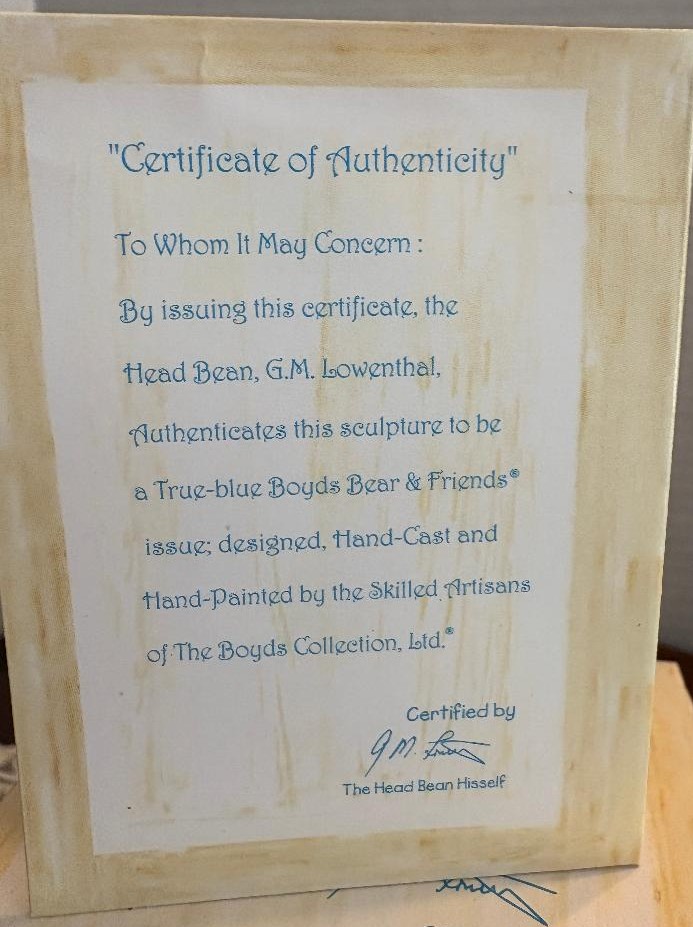 "Certificate of Authenticity"
To Whom It May Concern :
By issuing this certificate, the
Head Bean, G.M. Lowenthal,
Authenticates this sculpture to be
a True-blue Boyds Bear & Friends®
issue; designed, Hand-Cast and
Hand-Painted by the Skilled Artisans
of The Boyds Collection, Ltd.®
Certified by
G.M.
The Head Bean Hisself